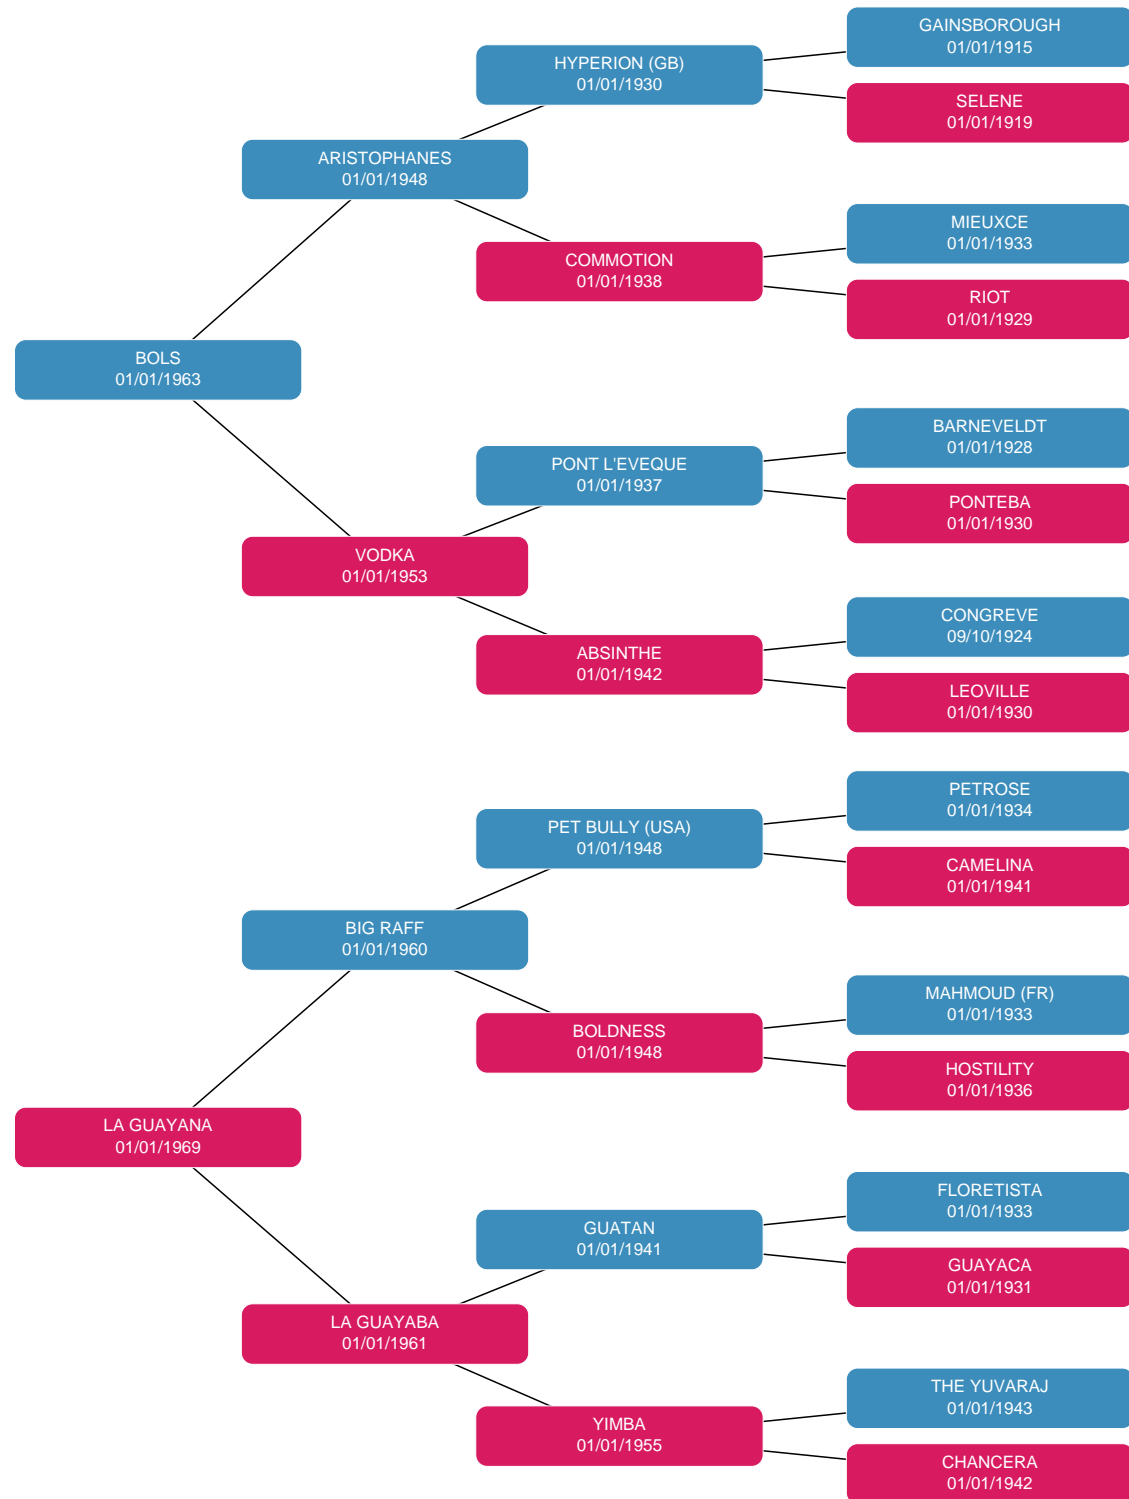 GAINSBOROUGH
01/01/1915
HYPERION (GB)
01/01/1930
SELENE
01/01/1919
ARISTOPHANES
01/01/1948
MIEUXCE
01/01/1933
COMMOTION
01/01/1938
RIOT
01/01/1929
BOLS
01/01/1963
BARNEVELDT
01/01/1928
PONT L'EVEQUE
01/01/1937
PONTEBA
01/01/1930
VODKA
01/01/1953
CONGREVE
09/10/1924
ABSINTHE
01/01/1942
LEOVILLE
01/01/1930
PETROSE
01/01/1934
PET BULLY (USA)
01/01/1948
CAMELINA
01/01/1941
BIG RAFF
01/01/1960
MAHMOUD (FR)
01/01/1933
BOLDNESS
01/01/1948
HOSTILITY
01/01/1936
LA GUAYANA
01/01/1969
FLORETISTA
01/01/1933
GUATAN
01/01/1941
GUAYACA
01/01/1931
LA GUAYABA
01/01/1961
THE YUVARAJ
01/01/1943
YIMBA
01/01/1955
CHANCERA
01/01/1942